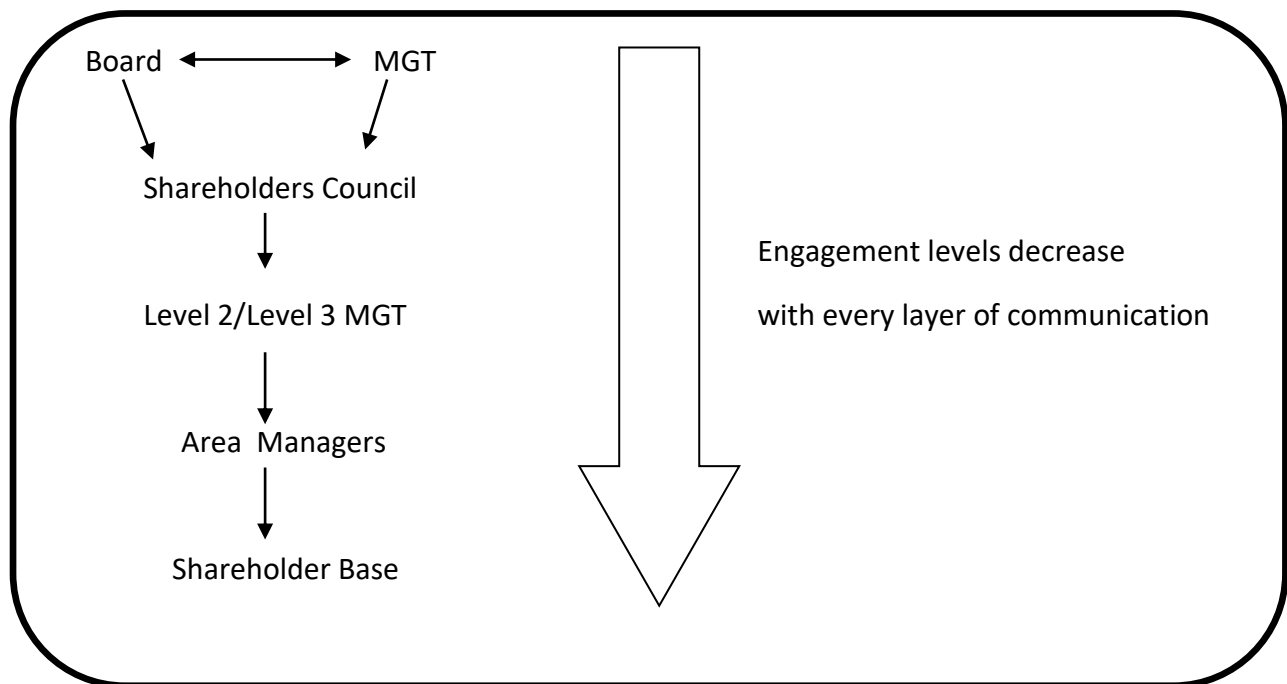 Board
MGT
Shareholders Council
Level 2/Level 3 MGT
Area Managers
Shareholder Base
Engagement levels decrease
with every layer of communication